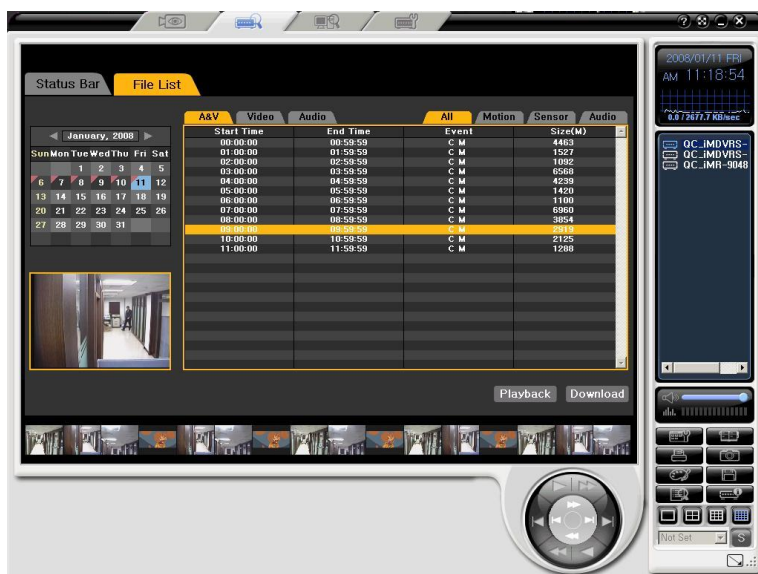 2008/01/11 FRI
AM 11:18:54
0.0 / 2677.7 KB/sec
Status Bar
File List
A&V Video Audio
All Motion Sensor Audio
January, 2008
Sun Mon Tue Wed Thu Fri Sat
1 2 3 4 5
6 7 8 9 10 11 12
13 14 15 16 17 18 19
20 21 22 23 24 25 26
27 28 29 30 31
Start Time End Time Event Size(M)
00:00:00 00:59:59 C M 4463
01:00:00 01:59:59 C M 1527
02:00:00 02:59:59 C M 1092
03:00:00 03:59:59 C M 6568
04:00:00 04:59:59 C M 4239
05:00:00 05:59:59 C M 1420
06:00:00 06:59:59 C M 1100
07:00:00 07:59:59 C M 6960
08:00:00 08:59:59 C M 3854
09:00:00 09:59:59 C M 2919
10:00:00 10:59:59 C M 2125
11:00:00 11:59:59 C M 1288
QC_iMDVRS-
QC_iMDVRS-
QC_iMR-9048
Playback Download
Not Set
S